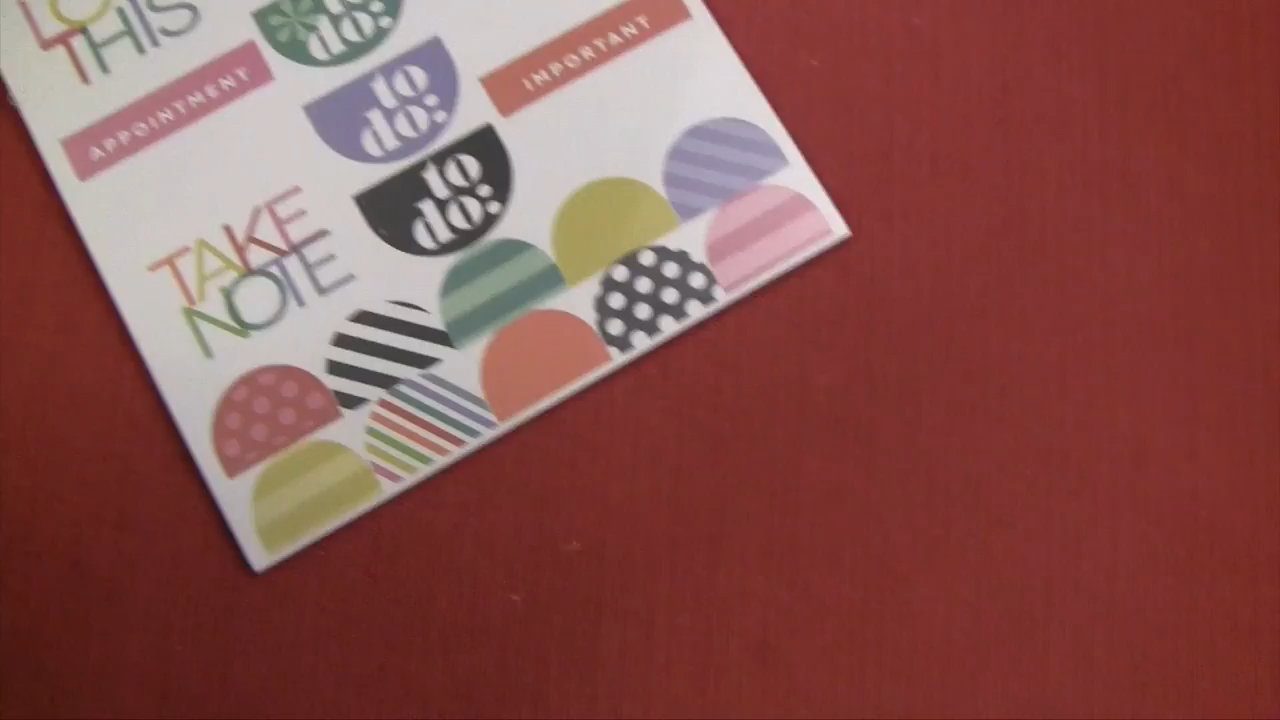 THIS
to
do:
APPOINTMENT
to
do:
IMPORTANT
to
do:
TAKE
NOTE